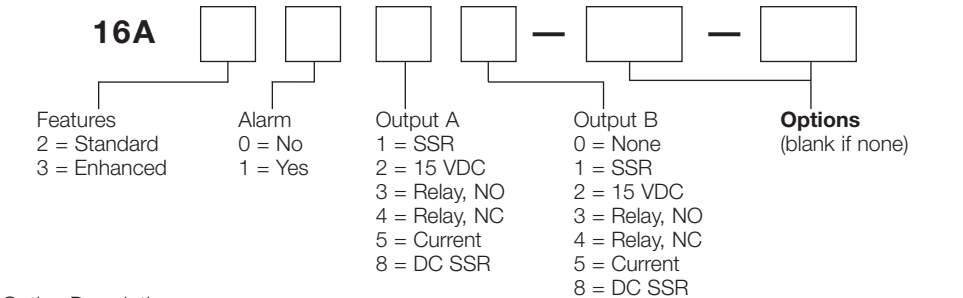 16A — —
Features
2 = Standard
3 = Enhanced
Alarm
0 = No
1 = Yes
Output A
1 = SSR
2 = 15 VDC
3 = Relay, NO
4 = Relay, NC
5 = Current
8 = DC SSR
Output B
0 = None
1 = SSR
2 = 15 VDC
3 = Relay, NO
4 = Relay, NC
5 = Current
8 = DC SSR
Options
(blank if none)